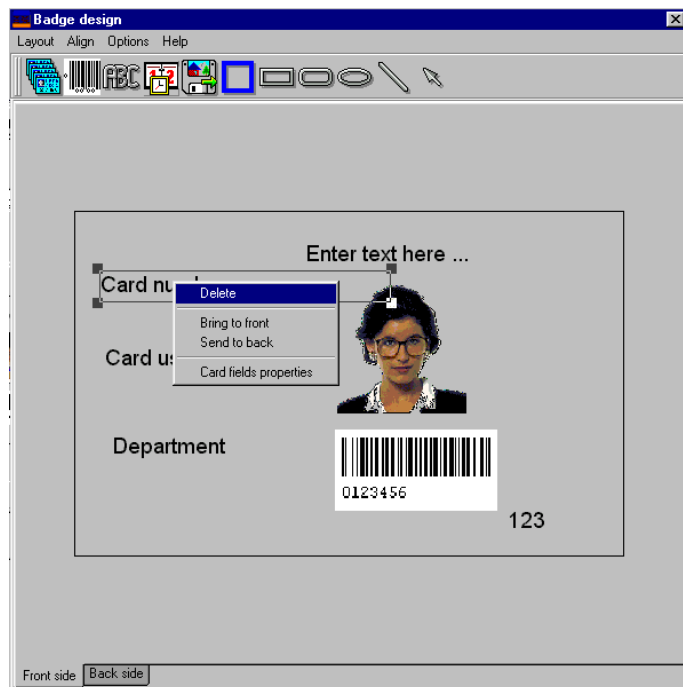 Badge design
Layout Align Options Help
ABC
Enter text here ...
Card nu
Delete
Bring to front
Send to back
Card us
Card fields properties
Department
0123456
123
Front side Back side